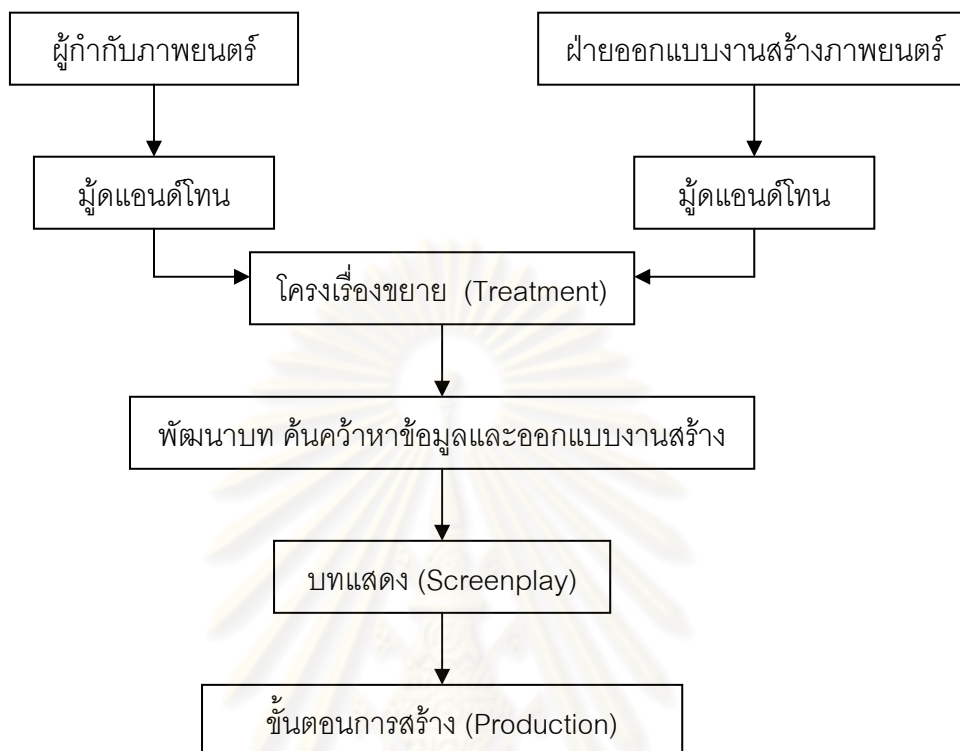 ผู้กำกับภาพยนตร์
ฝ่ายออกแบบงานสร้างภาพยนตร์
มู้ดแอนด์โทน
มู้ดแอนด์โทน
โครงเรื่องขยาย (Treatment)
พัฒนาบท ค้นคว้าหาข้อมูลและออกแบบงานสร้าง
บทแสดง (Screenplay)
ขั้นตอนการสร้าง (Production)